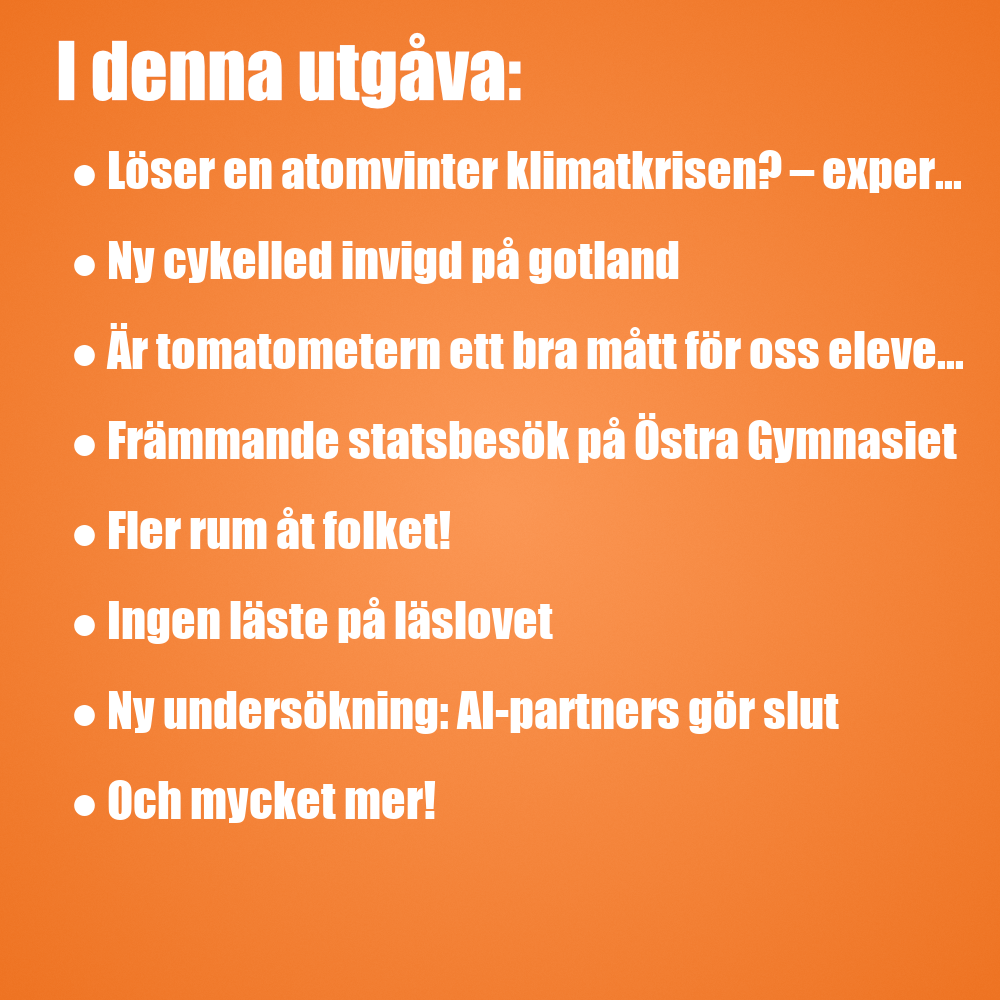 I denna utgåva:
• Löser en atomvinter klimatkrisen? – exper...
• Ny cykelled invigd på gotland
• Är tomatometern ett bra mått för oss eleve...
• Främmande statsbesök på Östra Gymnasiet
• Fler rum åt folket!
• Ingen läste på läslovet
• Ny undersökning: AI-partners gör slut
• Och mycket mer!